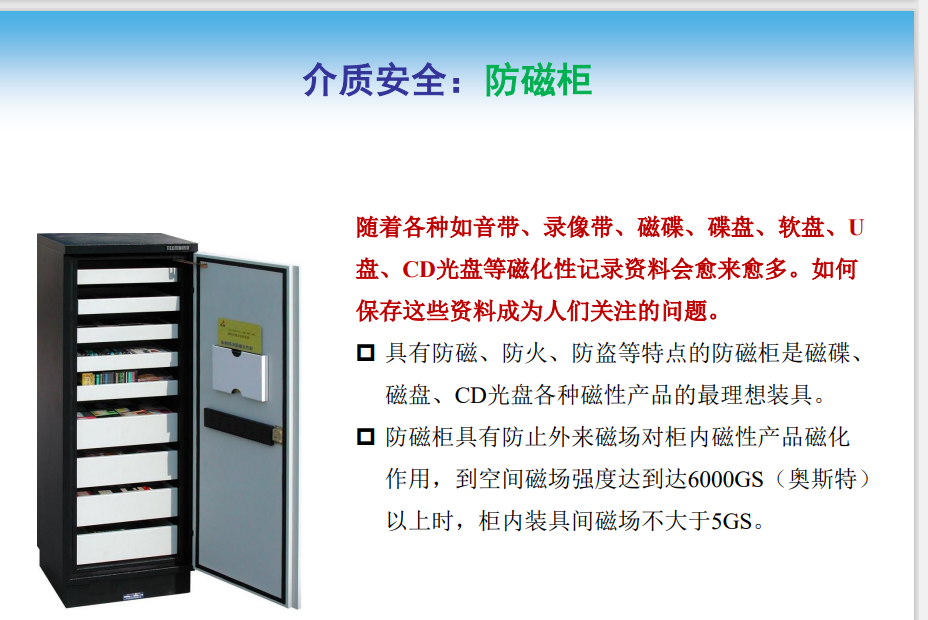 介质安全：防磁柜
随着各种如音带、录像带、磁碟、碟盘、软盘、U
盘、CD光盘等磁化性记录资料会愈来愈多。如何
保存这些资料成为人们关注的问题。
具有防磁、防火、防盗等特点的防磁柜是磁碟、
磁盘、CD光盘各种磁性产品的最理想装具。
防磁柜具有防止外来磁场对柜内磁性产品磁化
作用，到空间磁场强度达到达6000GS（奥斯特）
以上时，柜内装具间磁场不大于5GS。